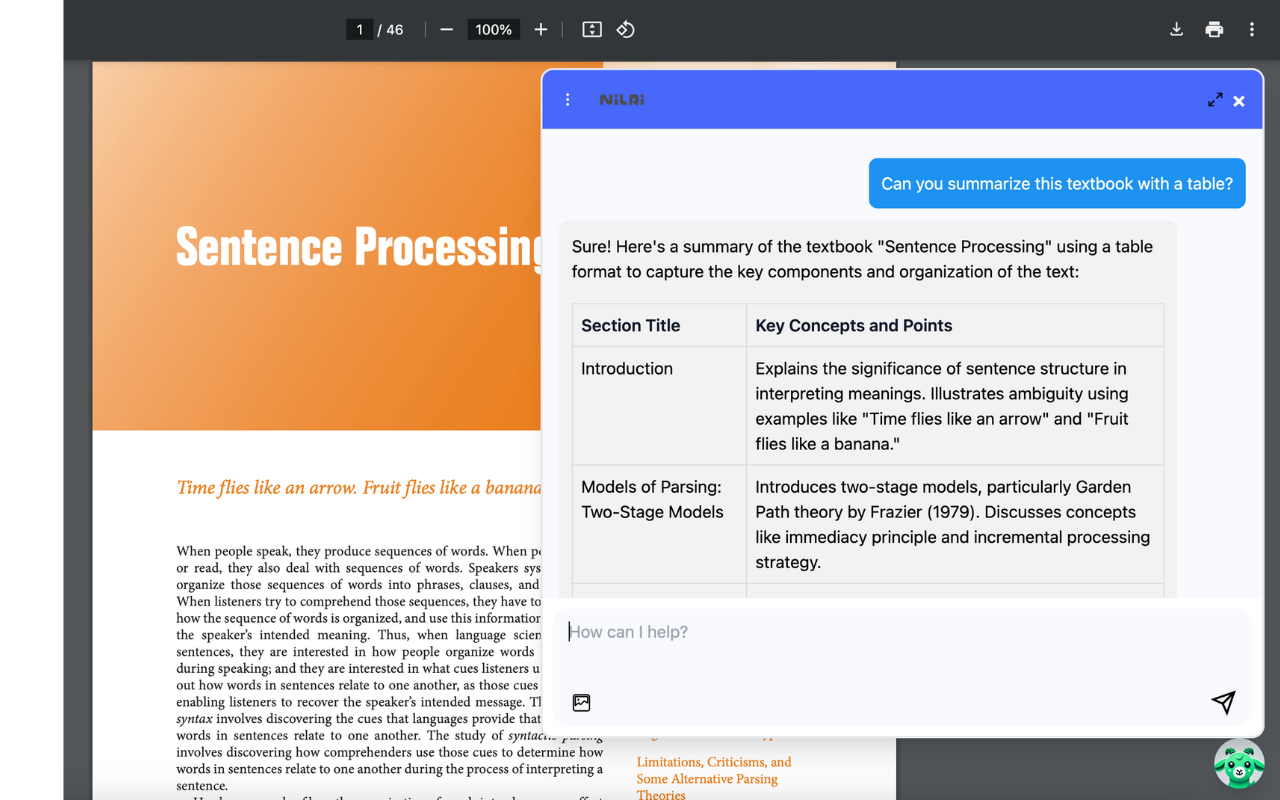 1 / 46
100%
Sentence Processing
Time flies like an arrow. Fruit flies like a banana
When people speak, they produce sequences of words. When pe
or read, they also deal with sequences of words. Speakers sys
organize those sequences of words into phrases, clauses, and
When listeners try to comprehend those sequences, they have to
how the sequence of words is organized, and use this information
the speaker's intended meaning. Thus, when language scien
sentences, they are interested in how people organize words
during speaking; and they are interested in what cues listeners u
out how words in sentences relate to one another, as those cues
enabling listeners to recover the speaker's intended message. Th
syntax involves discovering the cues that languages provide that
words in sentences relate to one another. The study of syntactic parsing
involves discovering how comprehenders use those cues to determine how
words in sentences relate to one another during the process of interpreting a
sentence.
Limitations, Criticisms, and
Some Alternative Parsing
Theories
NiLAi
Can you summarize this textbook with a table?
Sure! Here's a summary of the textbook "Sentence Processing" using a table
format to capture the key components and organization of the text:
Section Title
Key Concepts and Points
Introduction
Explains the significance of sentence structure in
interpreting meanings. Illustrates ambiguity using
examples like "Time flies like an arrow" and "Fruit
flies like a banana."
Models of Parsing:
Two-Stage Models
Introduces two-stage models, particularly Garden
Path theory by Frazier (1979). Discusses concepts
like immediacy principle and incremental processing
strategy.
How can I help?